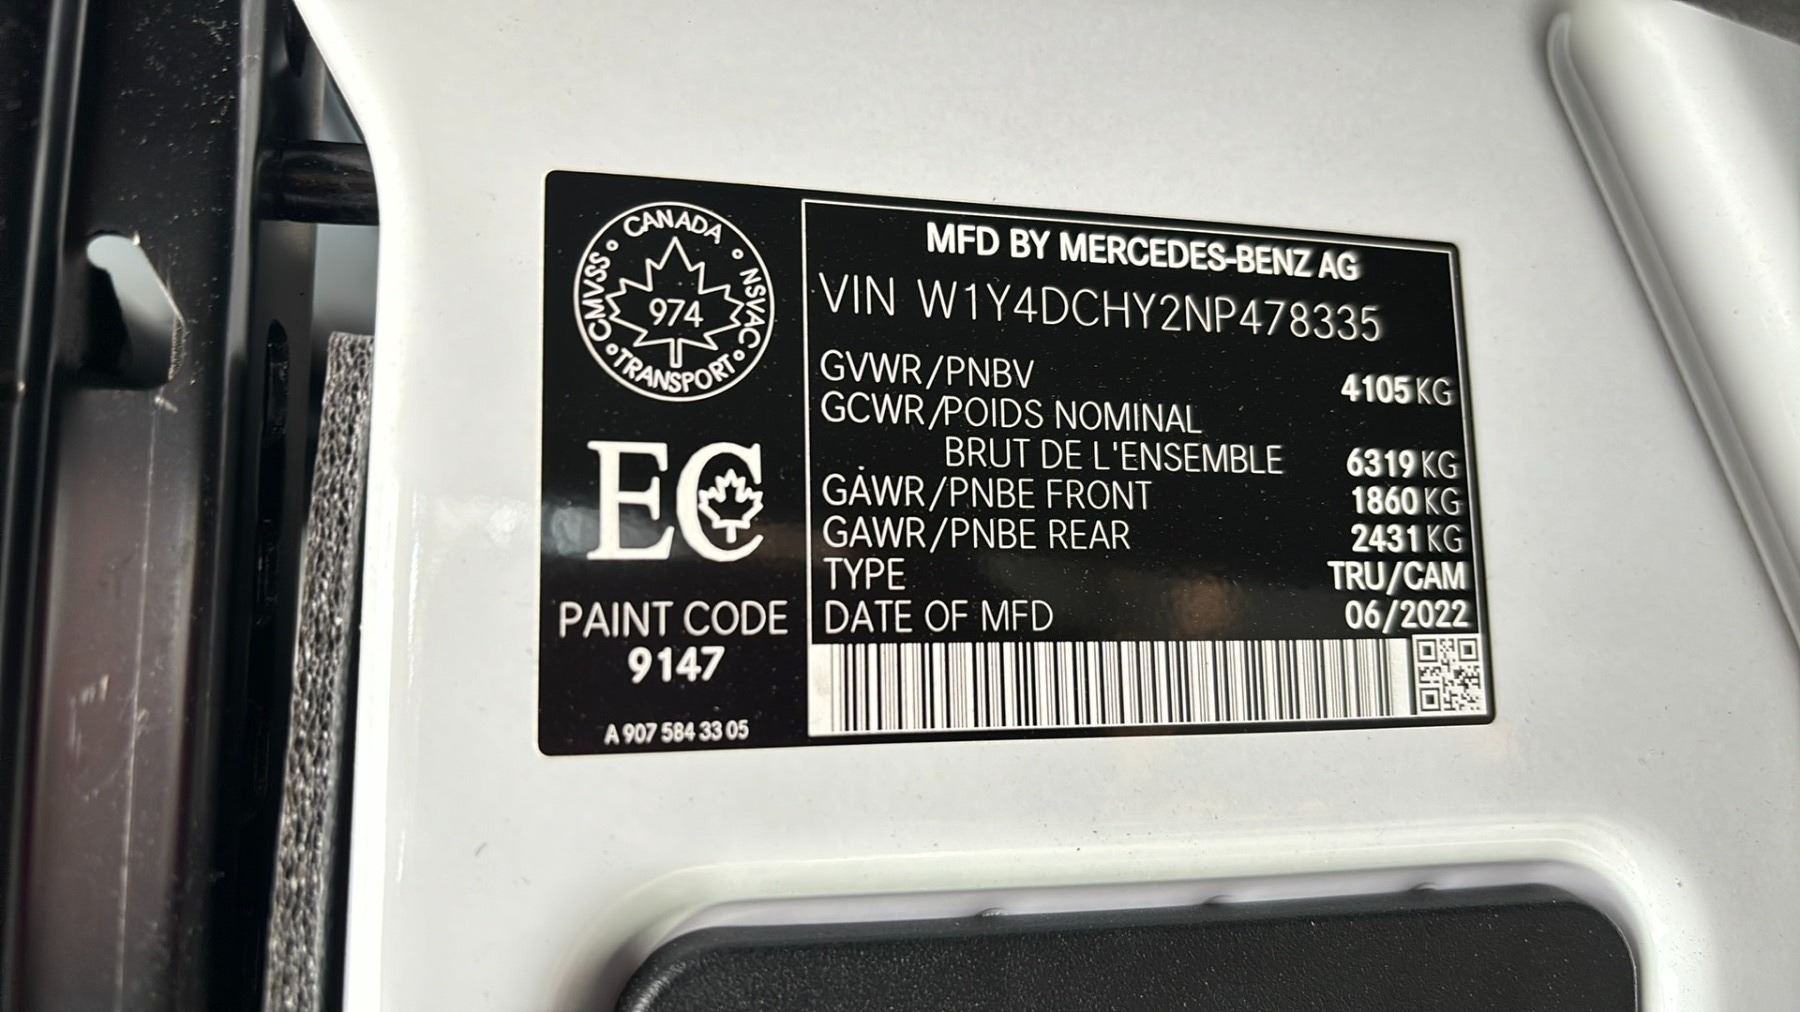 CANADA
CMVSS
NSVAC
974
TRANSPORT
EC
PAINT CODE
9147
A 907 584 33 05
MFD BY MERCEDES-BENZ AG
VIN W1Y4DCHY2NP478335
GVWR/PNBV 4105 KG
GCWR/POIDS NOMINAL
BRUT DE L'ENSEMBLE 6319 KG
GAWR/PNBE FRONT 1860 KG
GAWR/PNBE REAR 2431 KG
TYPE TRU/CAM
DATE OF MFD 06/2022